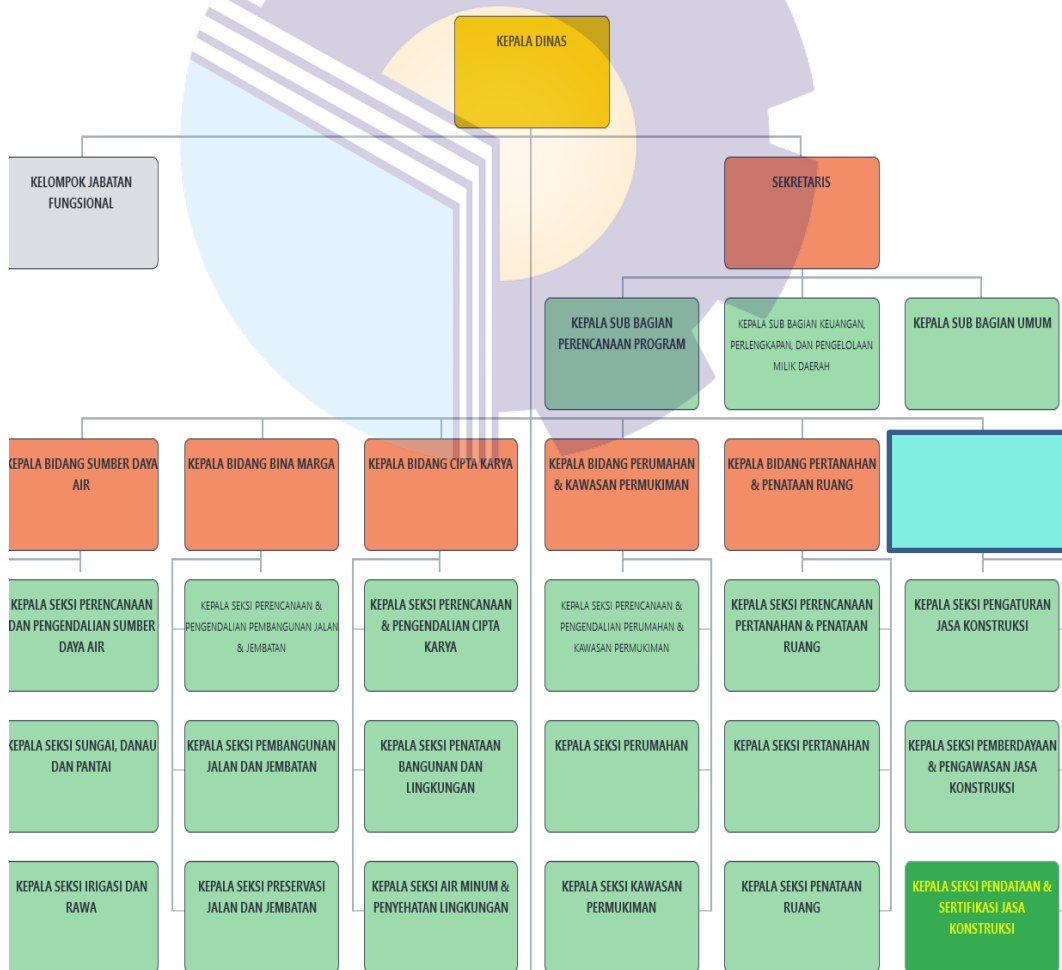 KEPALA DINAS
KELOMPOK JABATAN
FUNGSIONAL
SEKRETARIS
KEPALA SUB BAGIAN
PERENCANAAN PROGRAM
KEPALA SUB BAGIAN KEUANGAN,
PERLENGKAPAN, DAN PENGELOLAAN
MILIK DAERAH
KEPALA SUB BAGIAN UMUM
KEPALA BIDANG SUMBER DAYA
AIR
KEPALA BIDANG BINA MARGA
KEPALA BIDANG CIPTA KARYA
KEPALA BIDANG PERUMAHAN
& KAWASAN PERMUKIMAN
KEPALA BIDANG PERTANAHAN
& PENATAAN RUANG
KEPALA SEKSI PERENCANAAN
DAN PENGENDALIAN SUMBER
DAYA AIR
KEPALA SEKSI PERENCANAAN &
PENGENDALIAN PEMBANGUNAN JALAN
& JEMBATAN
KEPALA SEKSI PERENCANAAN
& PENGENDALIAN CIPTA
KARYA
KEPALA SEKSI PERENCANAAN &
PENGENDALIAN PERUMAHAN &
KAWASAN PERMUKIMAN
KEPALA SEKSI PERENCANAAN
PERTANAHAN & PENATAAN
RUANG
KEPALA SEKSI PENGATURAN
JASA KONSTRUKSI
KEPALA SEKSI SUNGAI, DANAU
DAN PANTAI
KEPALA SEKSI PEMBANGUNAN
JALAN DAN JEMBATAN
KEPALA SEKSI PENATAAN
BANGUNAN DAN
LINGKUNGAN
KEPALA SEKSI PERUMAHAN
KEPALA SEKSI PERTANAHAN
KEPALA SEKSI PEMBERDAYAAN
& PENGAWASAN JASA
KONSTRUKSI
KEPALA SEKSI IRIGASI DAN
RAWA
KEPALA SEKSI PRESERVASI
JALAN DAN JEMBATAN
KEPALA SEKSI AIR MINUM &
PENYEHATAN LINGKUNGAN
KEPALA SEKSI KAWASAN
PERMUKIMAN
KEPALA SEKSI PENATAAN
RUANG
KEPALA SEKSI PENDATAAN &
SERTIFIKASI JASA
KONSTRUKSI